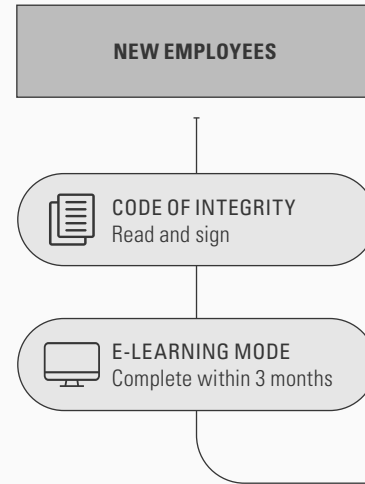 NEW EMPLOYEES
CODE OF INTEGRITY
Read and sign
E-LEARNING MODE
Complete within 3 months